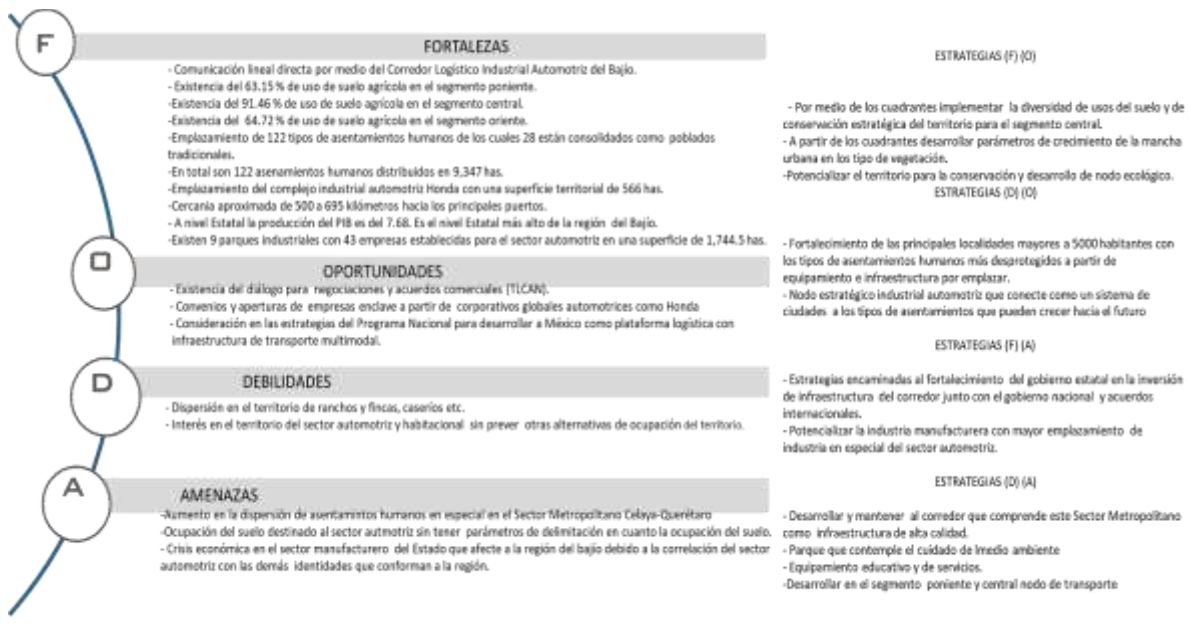 F
FORTALEZAS
- Comunicación lineal directa por medio del Corredor Logístico Industrial Automotriz del Bajío.
- Existencia del 63.15 % de uso de suelo agrícola en el segmento poniente.
-Existencia del 91.46 % de uso de suelo agrícola en el segmento central.
-Existencia del 64.72 % de uso de suelo agrícola en el segmento oriente.
-Emplazamiento de 122 tipos de asentamientos humanos de los cuales 28 están consolidados como poblados
tradicionales.
-En total son 122 asenamientos humanos distribuidos en 9,347 has.
-Emplazamiento del complejo industrial automotriz Honda con una superficie territorial de 566 has.
-Cercania aproximada de 500 a 695 kilómetros hacia los principales puertos.
- A nivel Estatal la producción del PIB es del 7.68. Es el nivel Estatal más alto de la región del Bajío.
-Existen 9 parques industriales con 43 empresas establecidas para el sector automotriz en una superficie de 1,744.5 has.
O
OPORTUNIDADES
- Existencia del diálogo para negociaciones y acuerdos comerciales (TLCAN).
- Convenios y aperturas de empresas enclave a partir de corporativos globales automotrices como Honda
- Consideración en las estrategias del Programa Nacional para desarrollar a México como plataforma logística con
infraestructura de transporte multimodal.
D
DEBILIDADES
- Dispersión en el territorio de ranchos y fincas, caseríos etc.
- Interés en el territorio del sector automotriz y habitacional sin prever otras alternativas de ocupación del territorio.
A
AMENAZAS
-Aumento en la dispersión de asentamintos humanos en especial en el Sector Metropolitano Celaya-Querétaro
-Ocupación del suelo destinado al sector autmotriz sin tener parámetros de delimitación en cuanto la ocupación del suelo.
- Crisis económica en el sector manufacturero del Estado que afecte a la región del bajío debido a la correlación del sector
automotriz con las demás identidades que conforman a la región.
ESTRATEGIAS (F) (O)
- Por medio de los cuadrantes implementar la diversidad de usos del suelo y de
conservación estratégica del territorio para el segmento central.
- A partir de los cuadrantes desarrollar parámetros de crecimiento de la mancha
urbana en los tipo de vegetación.
-Potencializar el territorio para la conservación y desarrollo de nodo ecológico.
ESTRATEGIAS (D) (O)
- Fortalecimiento de las principales localidades mayores a 5000 habitantes con
los tipos de asentamientos humanos más desprotegidos a partir de
equipamiento e infraestructura por emplazar.
- Nodo estratégico industrial automotriz que conecte como un sistema de
ciudades a los tipos de asentamientos que pueden crecer hacia el futuro
ESTRATEGIAS (F) (A)
- Estrategias encaminadas al fortalecimiento del gobierno estatal en la inversión
de infraestructura del corredor junto con el gobierno nacional y acuerdos
internacionales.
- Potencializar la industria manufacturera con mayor emplazamiento de
industria en especial del sector automotriz.
ESTRATEGIAS (D) (A)
- Desarrollar y mantener al corredor que comprende este Sector Metropolitano
como infraestructura de alta calidad.
- Parque que contemple el cuidado de lmedio ambiente
- Equipamiento educativo y de servicios.
-Desarrollar en el segmento poniente y central nodo de transporte